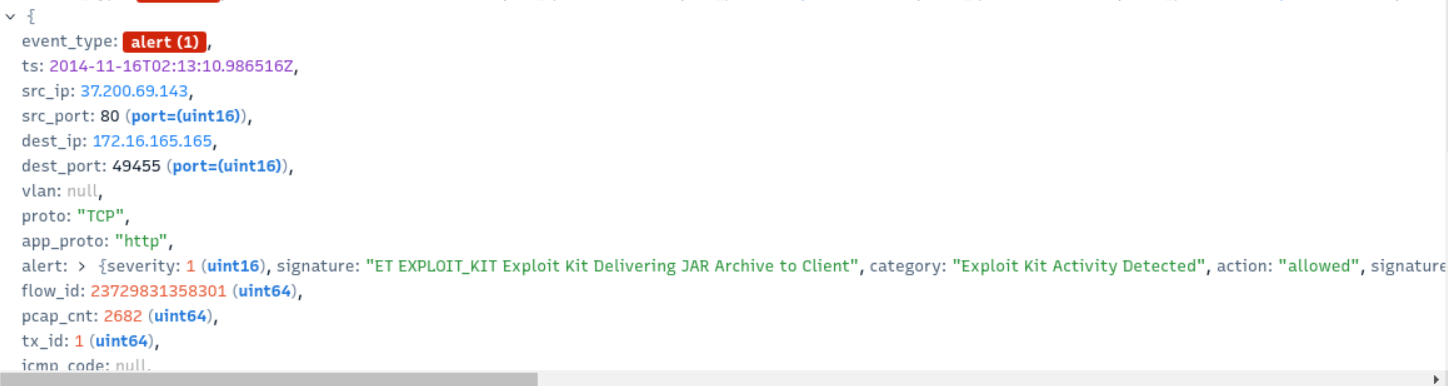 {
event_type: alert (1),
ts: 2014-11-16T02:13:10.986516Z,
src_ip: 37.200.69.143,
src_port: 80 (port=(uint16)),
dest_ip: 172.16.165.165,
dest_port: 49455 (port=(uint16)),
vlan: null,
proto: "TCP",
app_proto: "http",
alert: > {severity: 1 (uint16), signature: "ET EXPLOIT_KIT Exploit Kit Delivering JAR Archive to Client", category: "Exploit Kit Activity Detected", action: "allowed", signature
flow_id: 23729831358301 (uint64),
pcap_cnt: 2682 (uint64),
tx_id: 1 (uint64),
icmp_code: null,